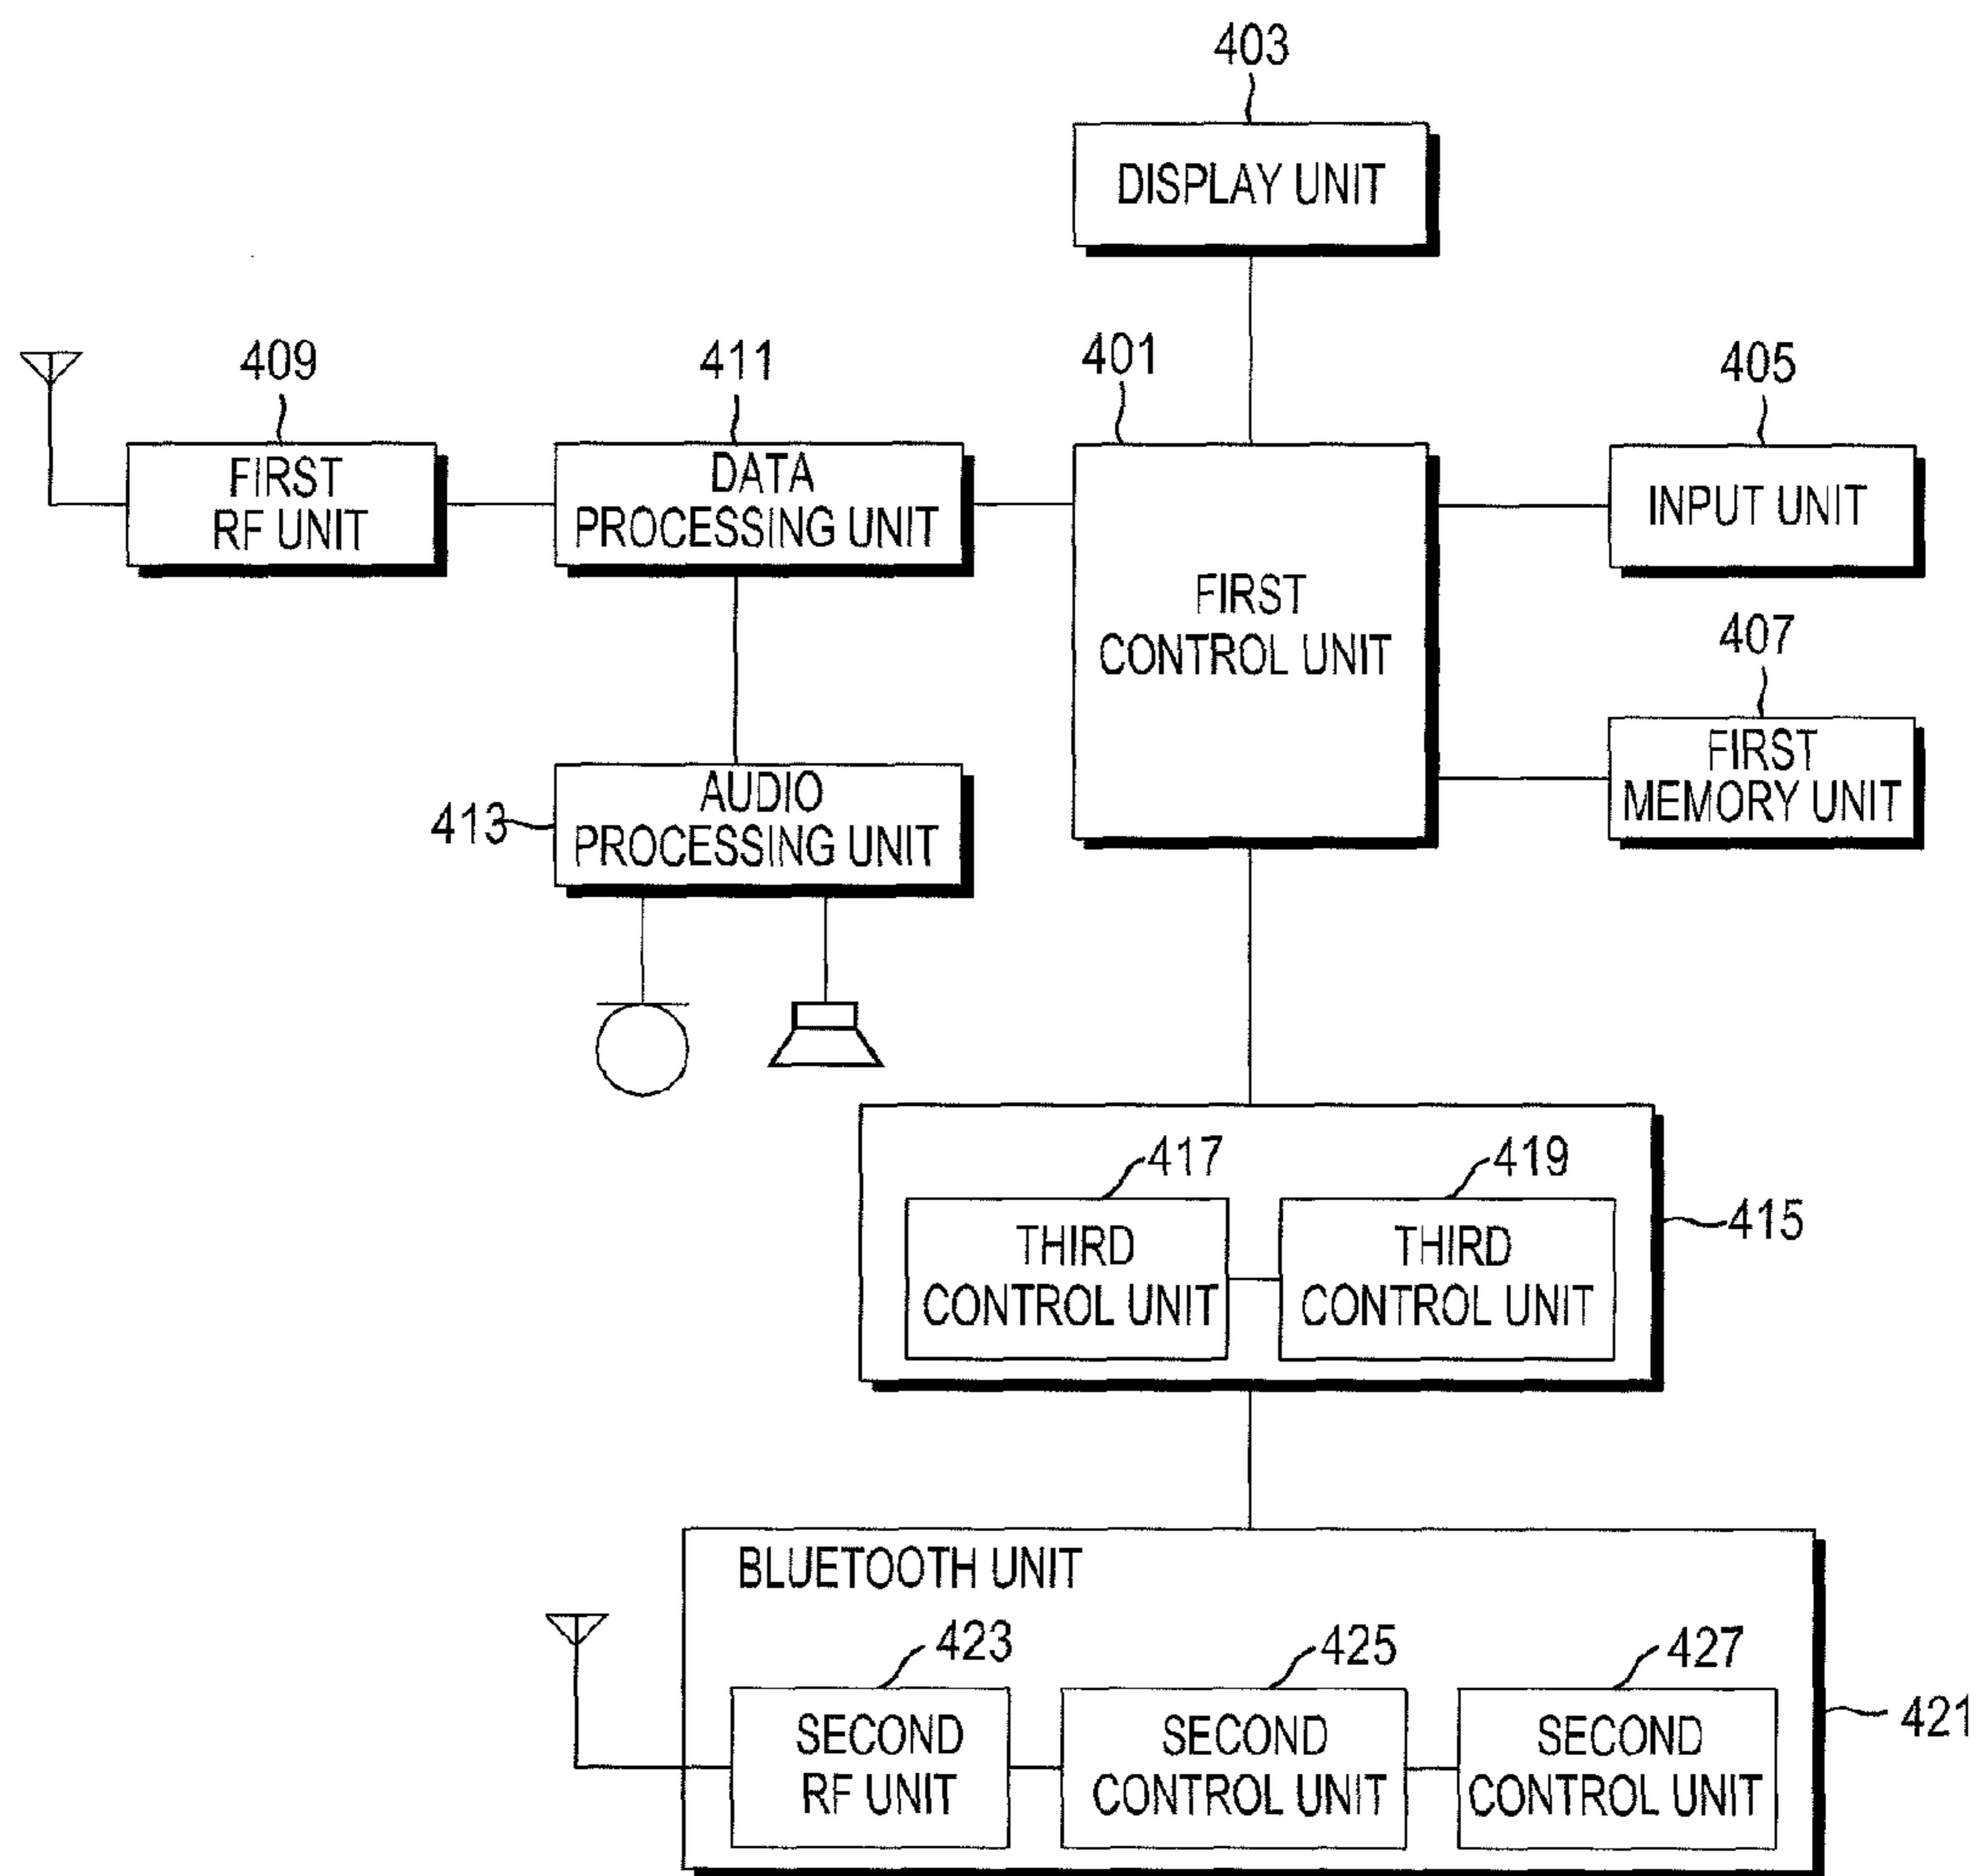 403
DISPLAY UNIT
409
411
401
405
FIRST
RF UNIT
DATA
PROCESSING UNIT
FIRST
CONTROL UNIT
INPUT UNIT
407
FIRST
MEMORY UNIT
413
AUDIO
PROCESSING UNIT
417
419
415
THIRD
CONTROL UNIT
THIRD
CONTROL UNIT
BLUETOOTH UNIT
423
425
427
421
SECOND
RF UNIT
SECOND
CONTROL UNIT
SECOND
CONTROL UNIT